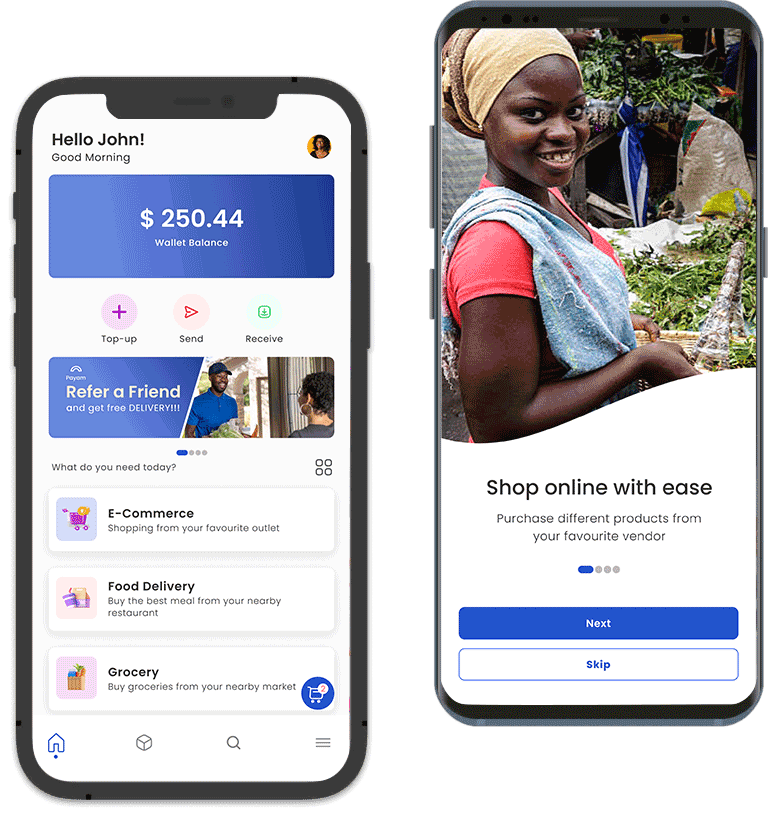 Hello John!
Good Morning
$ 250.44
Wallet Balance
Top-up
Send
Receive
Payam
Refer a Friend
and get free DELIVERY!!!
What do you need today?
E-Commerce
Shopping from your favourite outlet
Food Delivery
Buy the best meal from your nearby
restaurant
Grocery
Buy groceries from your nearby market
Shop online with ease
Purchase different products from
your favourite vendor
Next
Skip